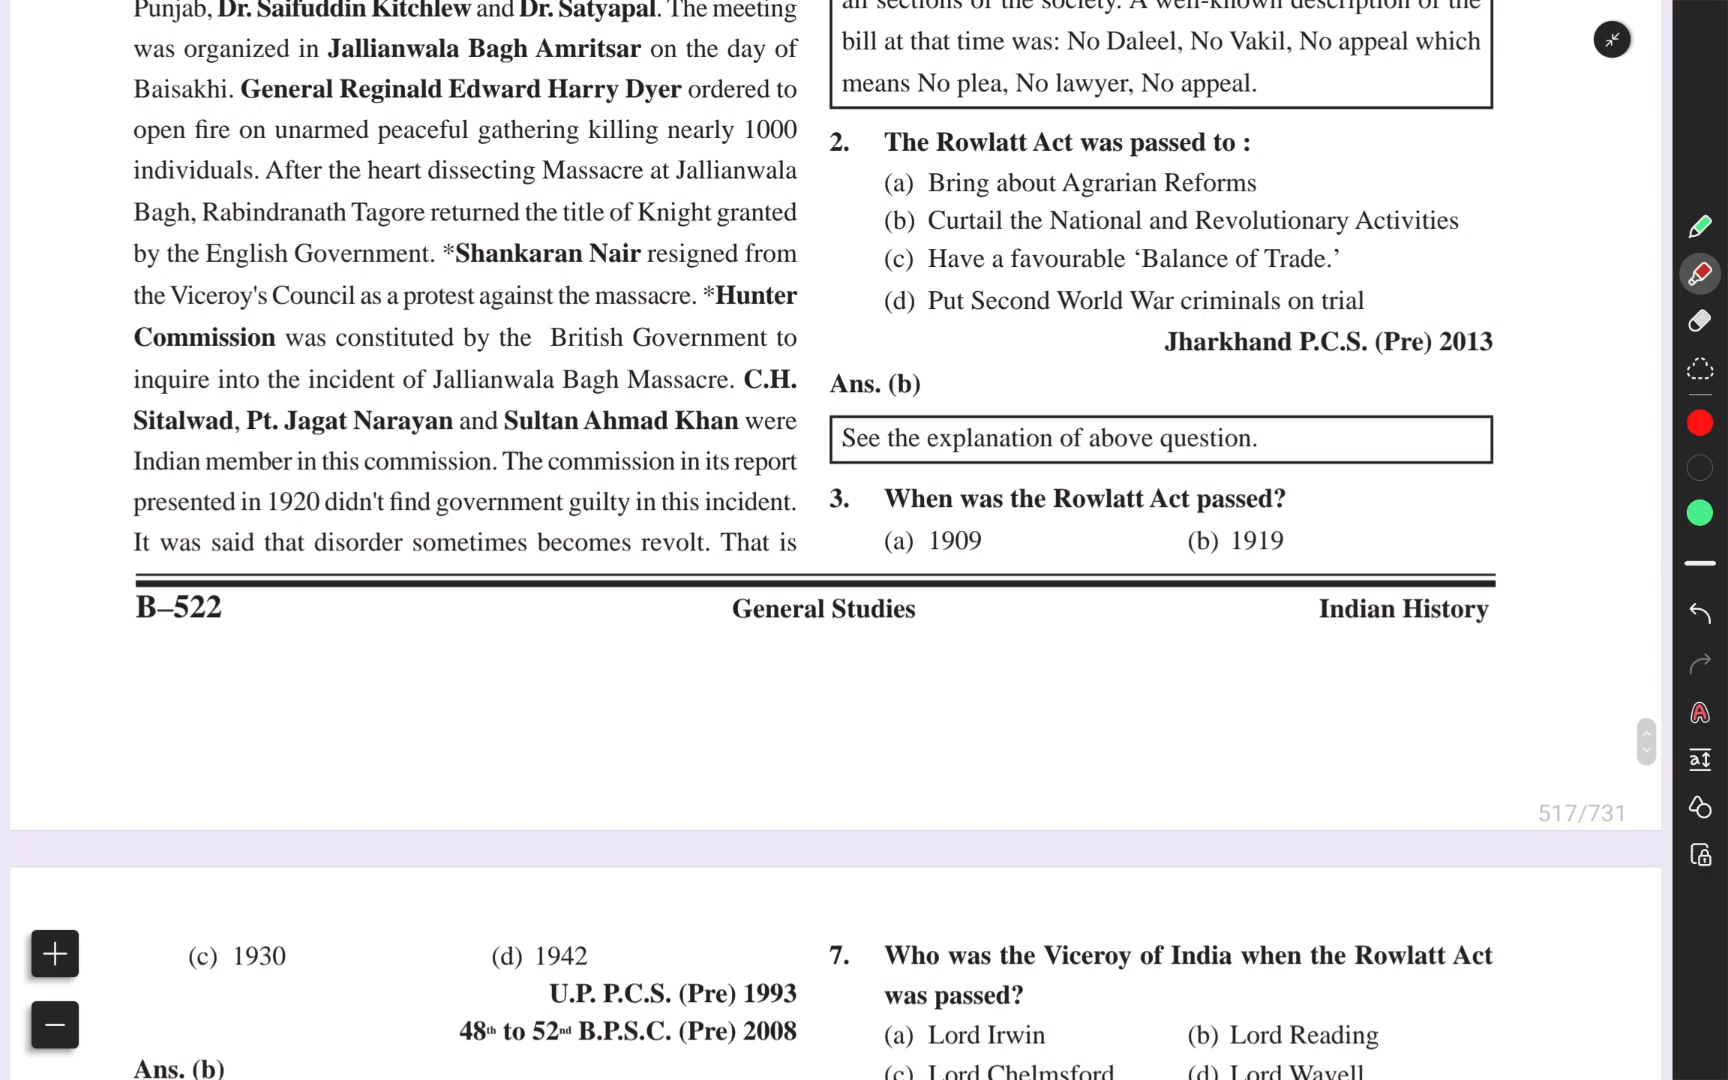 Punjab, Dr. Saifuddin Kitchlew and Dr. Satyapal. The meeting
was organized in Jallianwala Bagh Amritsar on the day of
Baisakhi. General Reginald Edward Harry Dyer ordered to
open fire on unarmed peaceful gathering killing nearly 1000
individuals. After the heart dissecting Massacre at Jallianwala
Bagh, Rabindranath Tagore returned the title of Knight granted
by the English Government. *Shankaran Nair resigned from
the Viceroy's Council as a protest against the massacre. *Hunter
Commission was constituted by the British Government to
inquire into the incident of Jallianwala Bagh Massacre. C.H.
Sitalwad, Pt. Jagat Narayan and Sultan Ahmad Khan were
Indian member in this commission. The commission in its report
presented in 1920 didn't find government guilty in this incident.
It was said that disorder sometimes becomes revolt. That is
all sections of the society. A well-known description of the
bill at that time was: No Daleel, No Vakil, No appeal which
means No plea, No lawyer, No appeal.
2. The Rowlatt Act was passed to :
(a) Bring about Agrarian Reforms
(b) Curtail the National and Revolutionary Activities
(c) Have a favourable ‘Balance of Trade.’
(d) Put Second World War criminals on trial
Jharkhand P.C.S. (Pre) 2013
Ans. (b)
See the explanation of above question.
3. When was the Rowlatt Act passed?
(a) 1909 (b) 1919
B–522 General Studies Indian History
517/731
(c) 1930 (d) 1942
U.P. P.C.S. (Pre) 1993
48th to 52nd B.P.S.C. (Pre) 2008
Ans. (b)
7. Who was the Viceroy of India when the Rowlatt Act
was passed?
(a) Lord Irwin (b) Lord Reading
(c) Lord Chelmsford (d) Lord Wavell